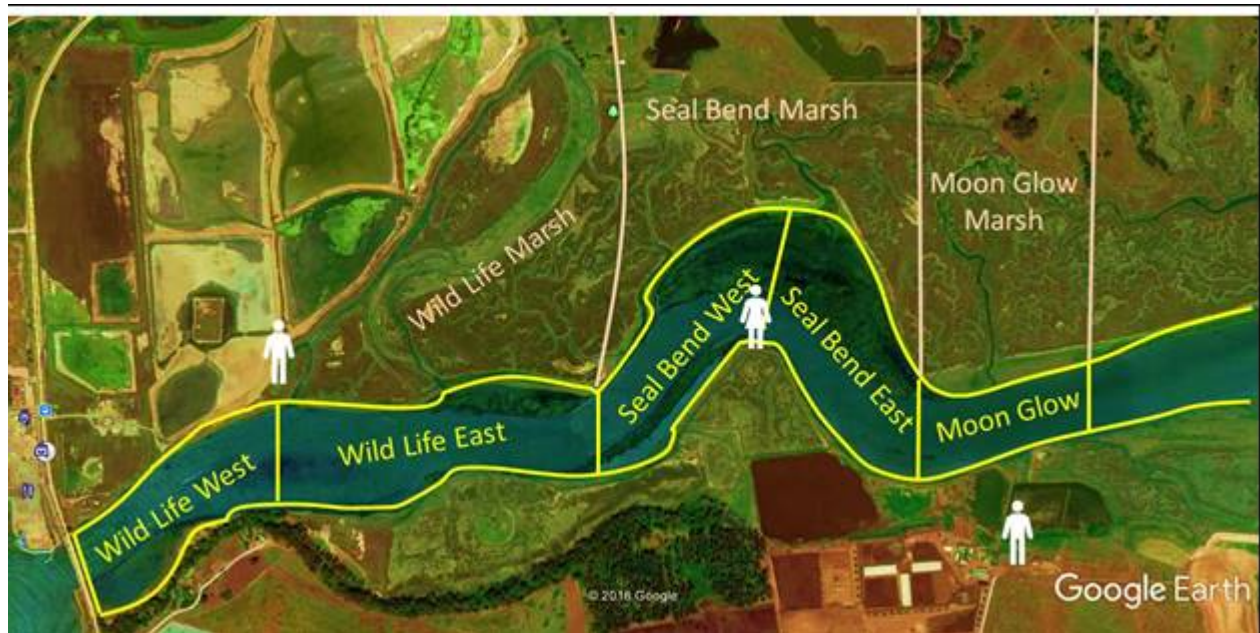 Seal Bend Marsh
Moon Glow
Marsh
Wild Life Marsh
Seal Bend West
Seal Bend East
Moon Glow
Wild Life East
Wild Life West
© 2016 Google
Google Earth